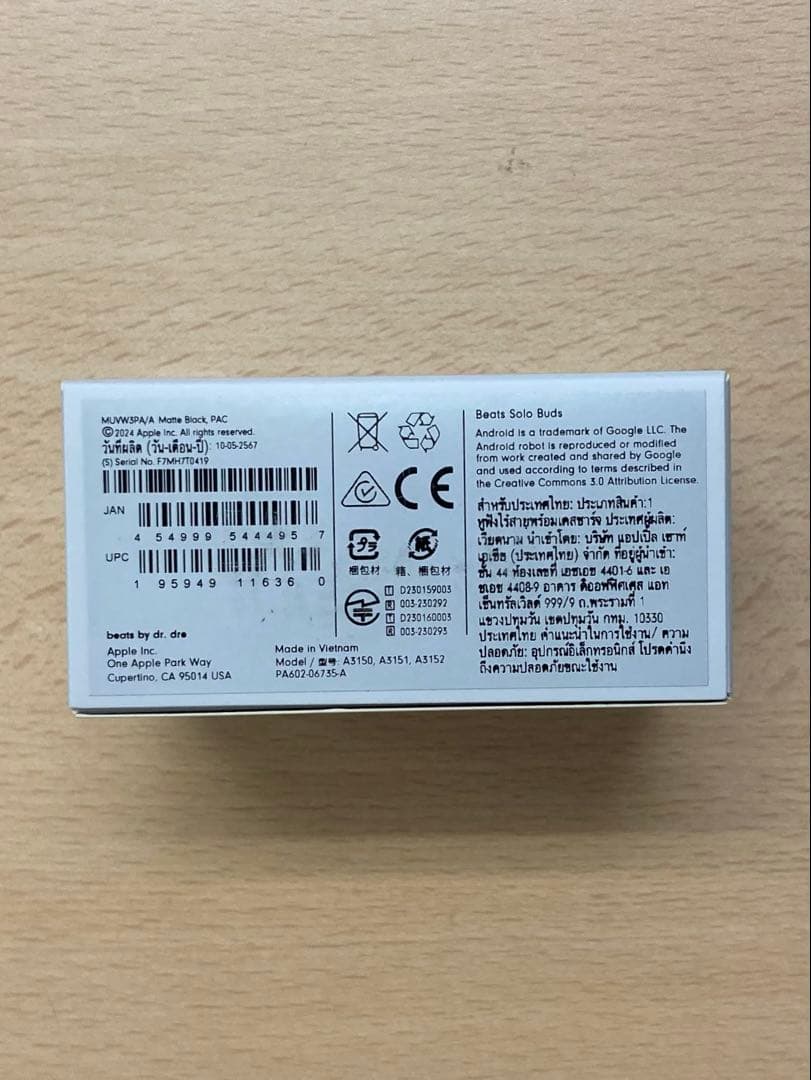 MUVW3PA/A Matte Black, PAC
©2024 Apple Inc. All rights reserved.
วันที่ผลิต (วัน-เดือน-ปี): 10-05-2567
(S) Serial No. F7MH7T0419
JAN
4 54999 544495 7
UPC
1 95949 11636 0
beats by dr. dre
Apple Inc.
One Apple Park Way
Cupertino, CA 95014 USA
Made in Vietnam
Model / 型号: A3150, A3151, A3152
PA602-06735-A
CE
プラ
紙
梱包材
箱、梱包材
T D230159003
R 003-230292
T D230160003
R 003-230293
Beats Solo Buds
Android is a trademark of Google LLC. The
Android robot is reproduced or modified
from work created and shared by Google
and used according to terms described in
the Creative Commons 3.0 Attribution License.
สำหรับประเทศไทย: ประเภทสินค้า:1
หูฟังไร้สายพร้อมเคสชาร์จ ประเทศผู้ผลิต:
เวียดนาม นำเข้าโดย: บริษัท แอปเปิ้ล เซาท์
เอเชีย (ประเทศไทย) จำกัด ที่อยู่ผู้นำเข้า:
ชั้น 44 ห้องเลขที่ เอชเอช 4401-6 และ เอ
ชเอช 4408-9 อาคาร ดิออฟฟิศเศส แอท
เซ็นทรัลเวิลด์ 999/9 ถ.พระรามที่ 1
แขวงปทุมวัน เขตปทุมวัน กทม. 10330
ประเทศไทย คำแนะนำในการใช้งาน/ ความ
ปลอดภัย: อุปกรณ์อิเล็กทรอนิกส์ โปรดคำนึง
ถึงความปลอดภัยขณะใช้งาน